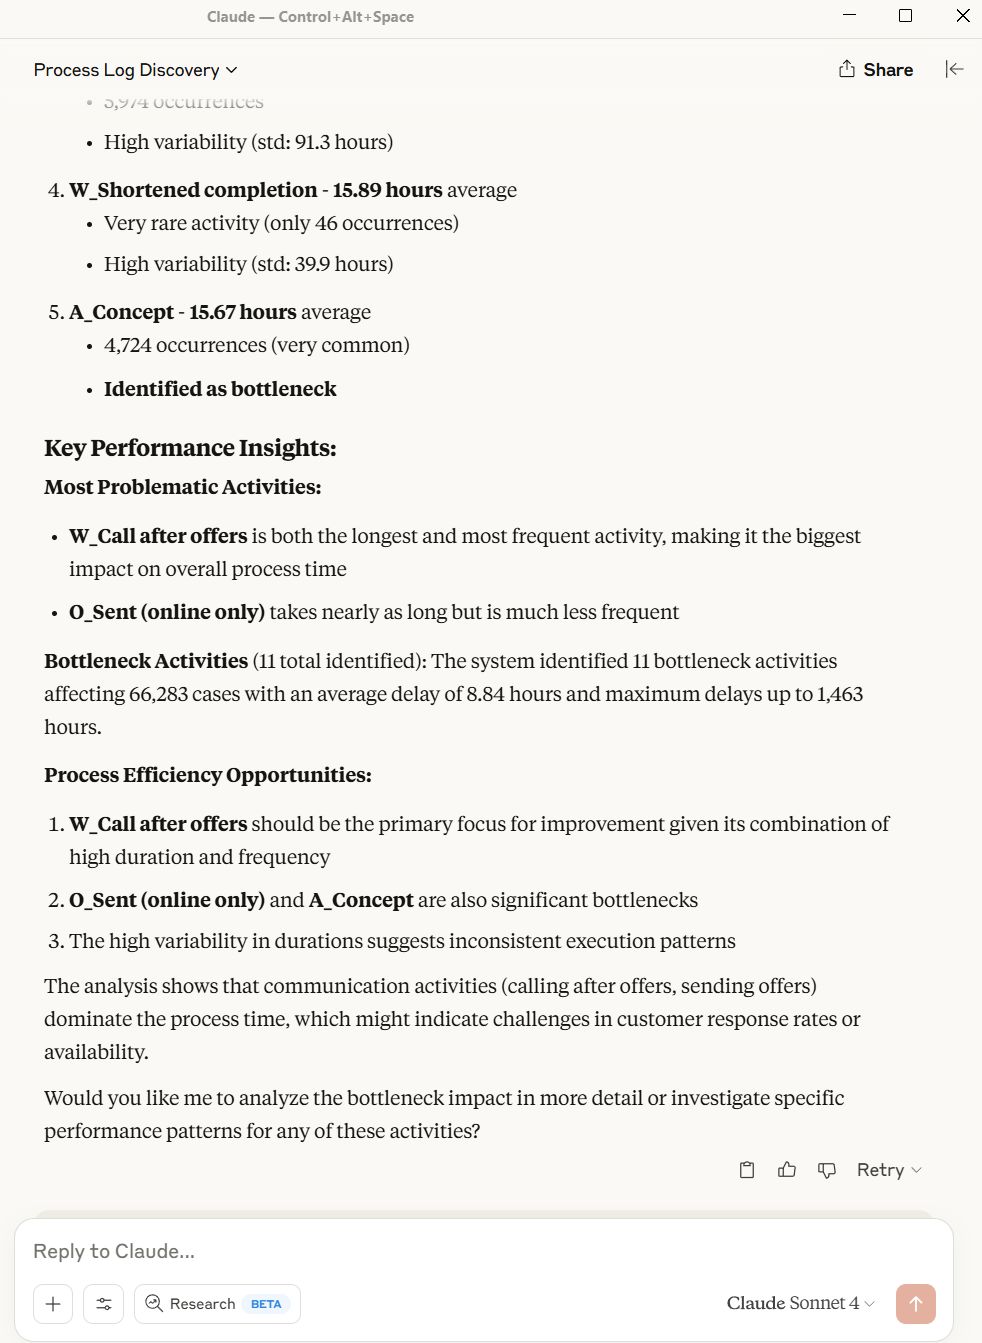 Claude — Control+Alt+Space
Process Log Discovery
Share
• 3,974 occurrences
• High variability (std: 91.3 hours)
4. W_Shortened completion - 15.89 hours average
• Very rare activity (only 46 occurrences)
• High variability (std: 39.9 hours)
5. A_Concept - 15.67 hours average
• 4,724 occurrences (very common)
• Identified as bottleneck
Key Performance Insights:
Most Problematic Activities:
• W_Call after offers is both the longest and most frequent activity, making it the biggest
impact on overall process time
• O_Sent (online only) takes nearly as long but is much less frequent
Bottleneck Activities (11 total identified): The system identified 11 bottleneck activities
affecting 66,283 cases with an average delay of 8.84 hours and maximum delays up to 1,463
hours.
Process Efficiency Opportunities:
1. W_Call after offers should be the primary focus for improvement given its combination of
high duration and frequency
2. O_Sent (online only) and A_Concept are also significant bottlenecks
3. The high variability in durations suggests inconsistent execution patterns
The analysis shows that communication activities (calling after offers, sending offers)
dominate the process time, which might indicate challenges in customer response rates or
availability.
Would you like me to analyze the bottleneck impact in more detail or investigate specific
performance patterns for any of these activities?
Retry
Reply to Claude...
Research BETA
Claude Sonnet 4